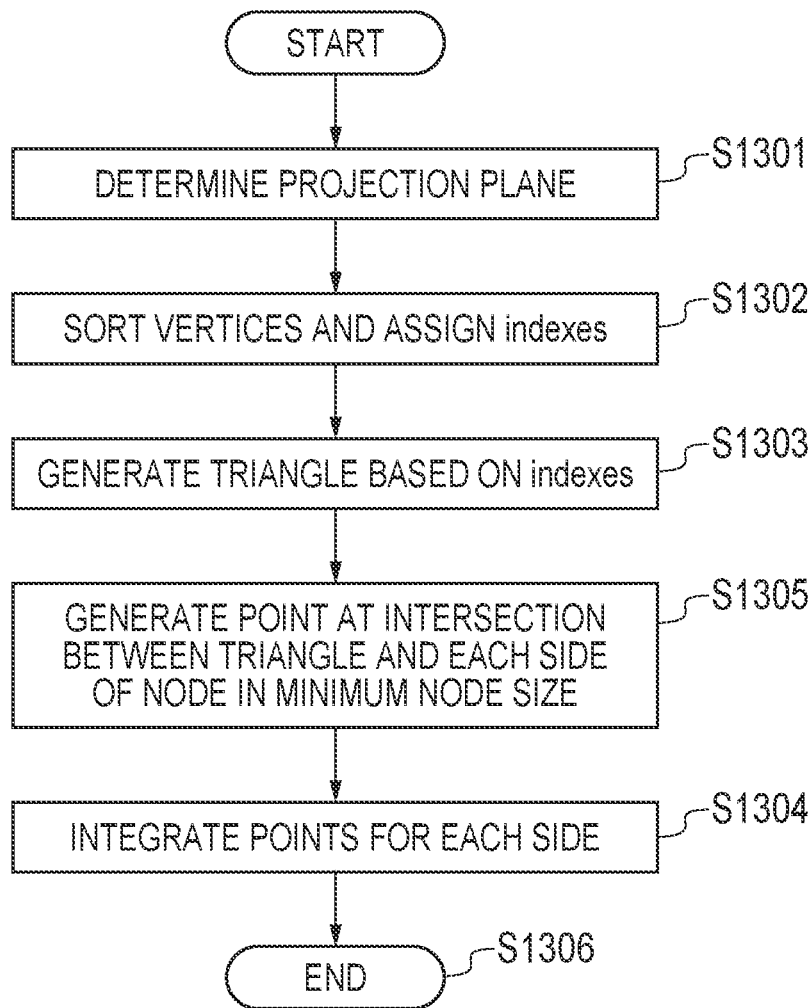 START
S1301
DETERMINE PROJECTION PLANE
S1302
SORT VERTICES AND ASSIGN indexes
S1303
GENERATE TRIANGLE BASED ON indexes
S1305
GENERATE POINT AT INTERSECTION
BETWEEN TRIANGLE AND EACH SIDE
OF NODE IN MINIMUM NODE SIZE
S1304
INTEGRATE POINTS FOR EACH SIDE
S1306
END